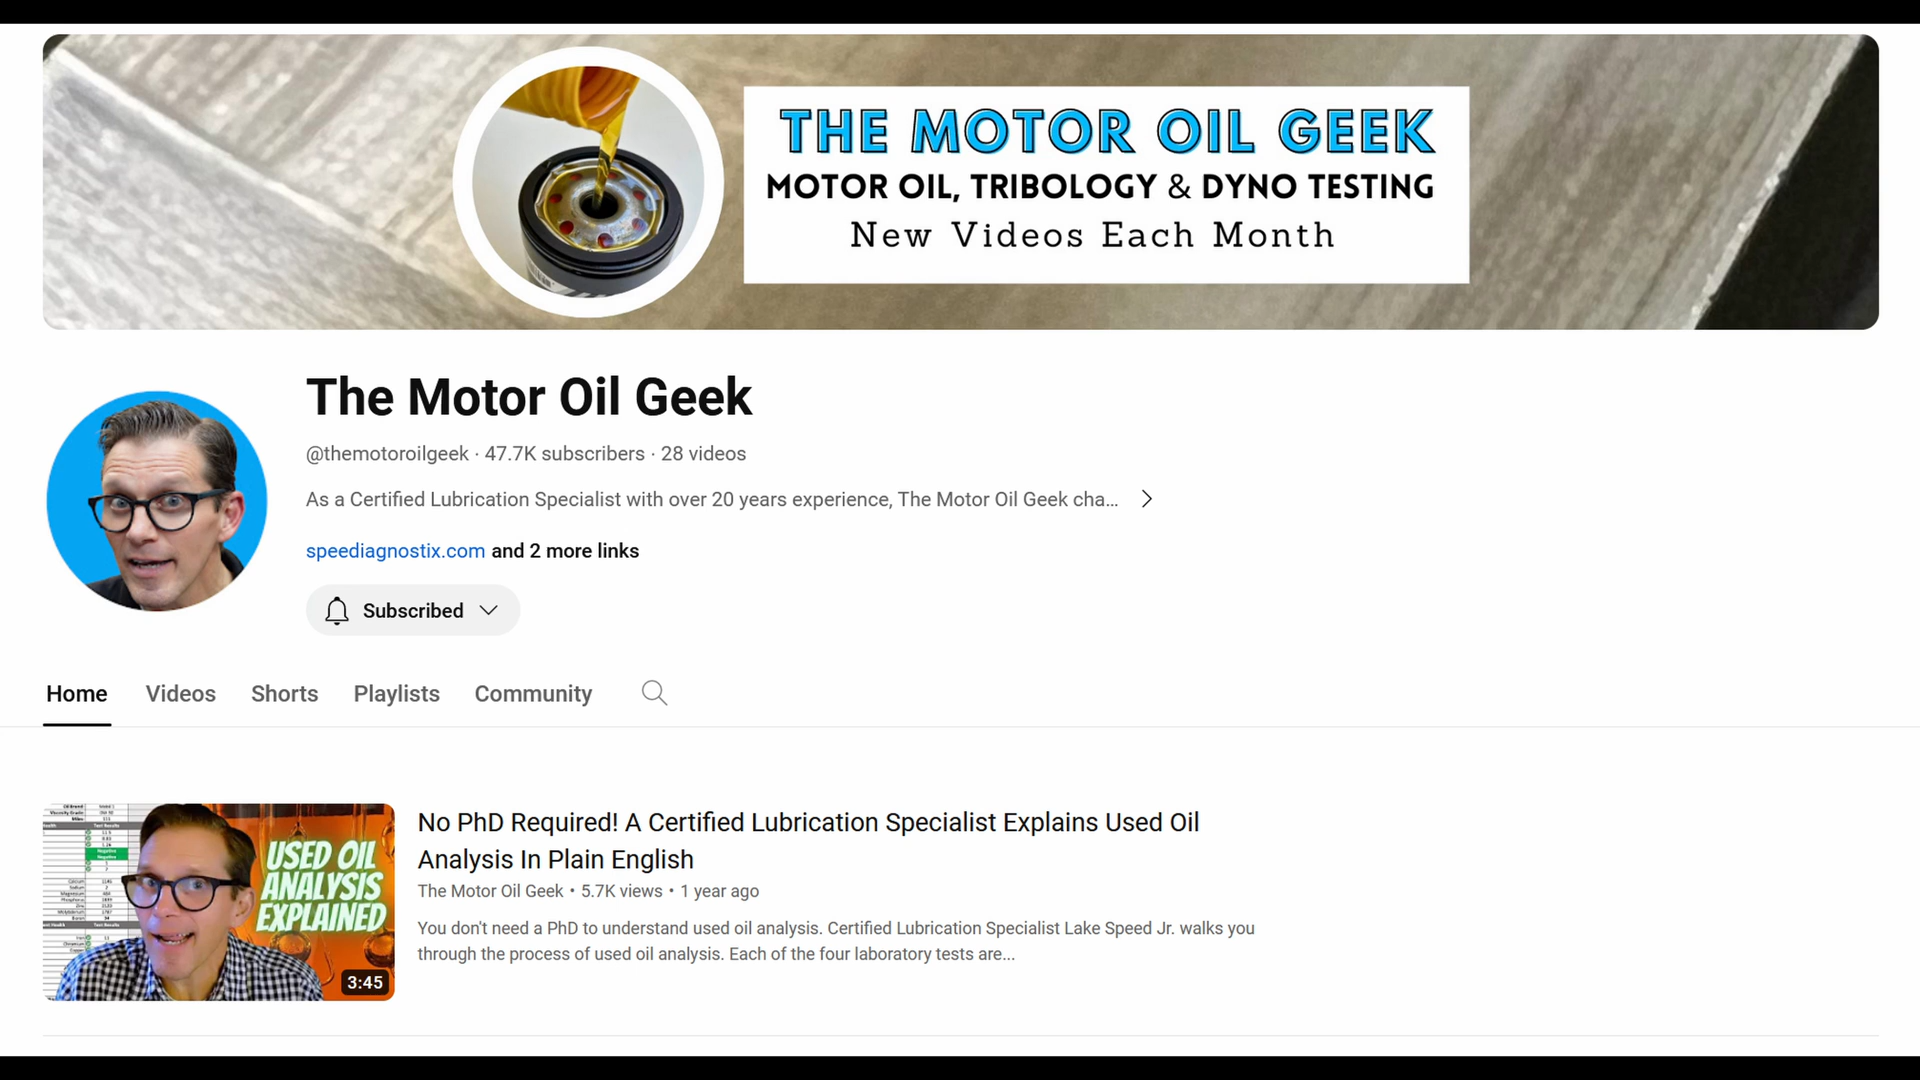 THE MOTOR OIL GEEK
MOTOR OIL, TRIBOLOGY & DYNO TESTING
New Videos Each Month
The Motor Oil Geek
@themotoroilgeek · 47.7K subscribers · 28 videos
As a Certified Lubrication Specialist with over 20 years experience, The Motor Oil Geek cha...
speediagnostix.com and 2 more links
Subscribed
Home Videos Shorts Playlists Community
USED OIL
ANALYSIS
EXPLAINED
3:45
No PhD Required! A Certified Lubrication Specialist Explains Used Oil
Analysis In Plain English
The Motor Oil Geek • 5.7K views • 1 year ago
You don't need a PhD to understand used oil analysis. Certified Lubrication Specialist Lake Speed Jr. walks you
through the process of used oil analysis. Each of the four laboratory tests are...